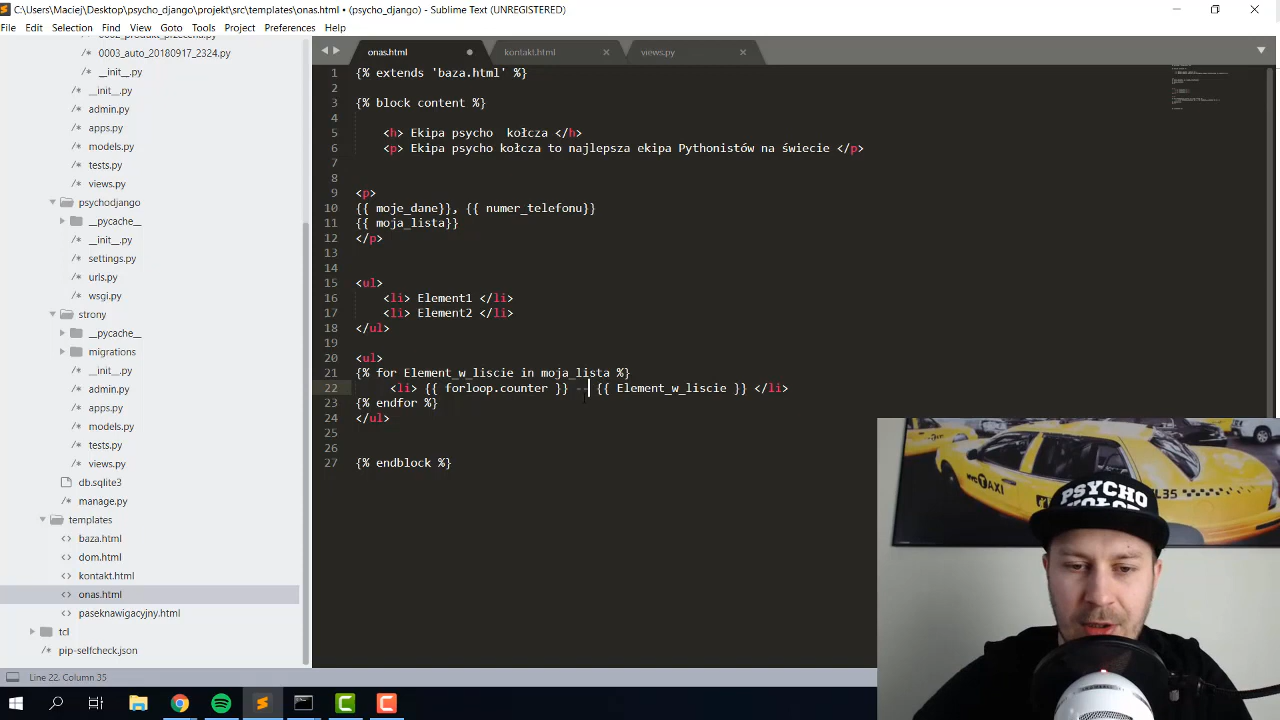 C:\Users\Maciej\Desktop\psycho_django\projekt\src\templates\onas.html • (psycho_django) - Sublime Text (UNREGISTERED)
File Edit Selection Find View Goto Tools Project Preferences Help
0003_auto_20180917_2324.py
__init__.py
__init__.py
admin.py
apps.py
models.py
tests.py
views.py
psychodjango
__pycache__
__init__.py
settings.py
urls.py
wsgi.py
strony
__pycache__
migrations
__init__.py
admin.py
apps.py
models.py
tests.py
views.py
db.sqlite3
manage.py
templates
baza.html
dom.html
kontakt.html
onas.html
paseknawigacyjny.html
tcl
pip-selfcheck.json
onas.html kontakt.html views.py
1 {% extends 'baza.html' %}
2
3 {% block content %}
4
5 <h> Ekipa psycho  kołcza </h>
6 <p> Ekipa psycho kołcza to najlepsza ekipa Pythonistów na świecie </p>
7
8
9 <p>
10 {{ moje_dane}}, {{ numer_telefonu}}
11 {{ moja_lista}}
12 </p>
13
14
15 <ul>
16 <li> Element1 </li>
17 <li> Element2 </li>
18 </ul>
19
20 <ul>
21 {% for Element_w_liscie in moja_lista %}
22 <li> {{ forloop.counter }} -- {{ Element_w_liscie }} </li>
23 {% endfor %}
24 </ul>
25
26
27 {% endblock %}
NYC TAXI
PSYCHO
Line 22, Column 35